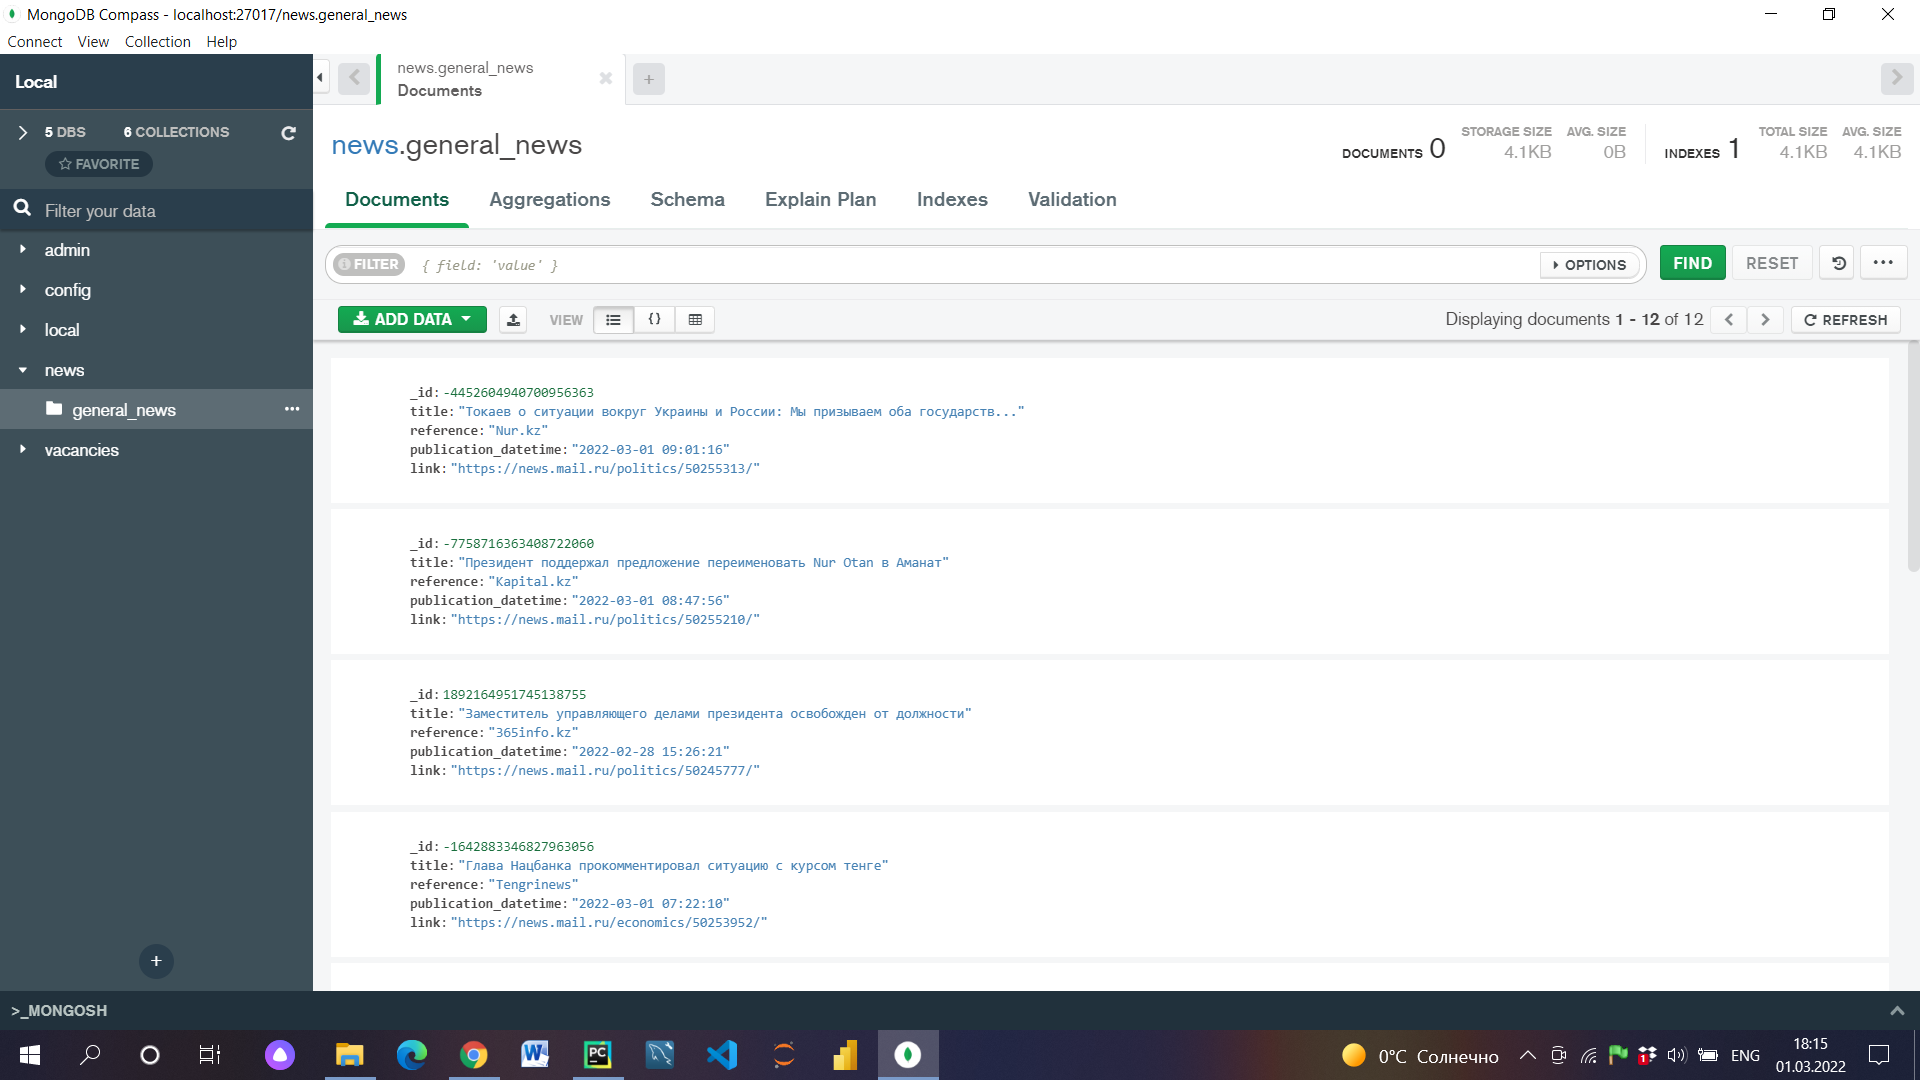 MongoDB Compass - localhost:27017/news.general_news
Connect View Collection Help
Local
news.general_news
Documents
5 DBS 6 COLLECTIONS
FAVORITE
Filter your data
admin
config
local
news
general_news
vacancies
news.general_news
DOCUMENTS 0
STORAGE SIZE
4.1KB
AVG. SIZE
0B
INDEXES 1
TOTAL SIZE
4.1KB
AVG. SIZE
4.1KB
Documents Aggregations Schema Explain Plan Indexes Validation
FILTER { field: 'value' } OPTIONS FIND RESET
ADD DATA VIEW { } Displaying documents 1 - 12 of 12 REFRESH
_id: -4452604940700956363
title: "Токаев о ситуации вокруг Украины и России: Мы призываем оба государств..."
reference: "Nur.kz"
publication_datetime: "2022-03-01 09:01:16"
link: "https://news.mail.ru/politics/50255313/"
_id: -7758716363408722060
title: "Президент поддержал предложение переименовать Nur Otan в Аманат"
reference: "Kapital.kz"
publication_datetime: "2022-03-01 08:47:56"
link: "https://news.mail.ru/politics/50255210/"
_id: 1892164951745138755
title: "Заместитель управляющего делами президента освобожден от должности"
reference: "365info.kz"
publication_datetime: "2022-02-28 15:26:21"
link: "https://news.mail.ru/politics/50245777/"
_id: -1642883346827963056
title: "Глава Нацбанка прокомментировал ситуацию с курсом тенге"
reference: "Tengrinews"
publication_datetime: "2022-03-01 07:22:10"
link: "https://news.mail.ru/economics/50253952/"
>_MONGOSH
0°C Солнечно ENG
18:15
01.03.2022